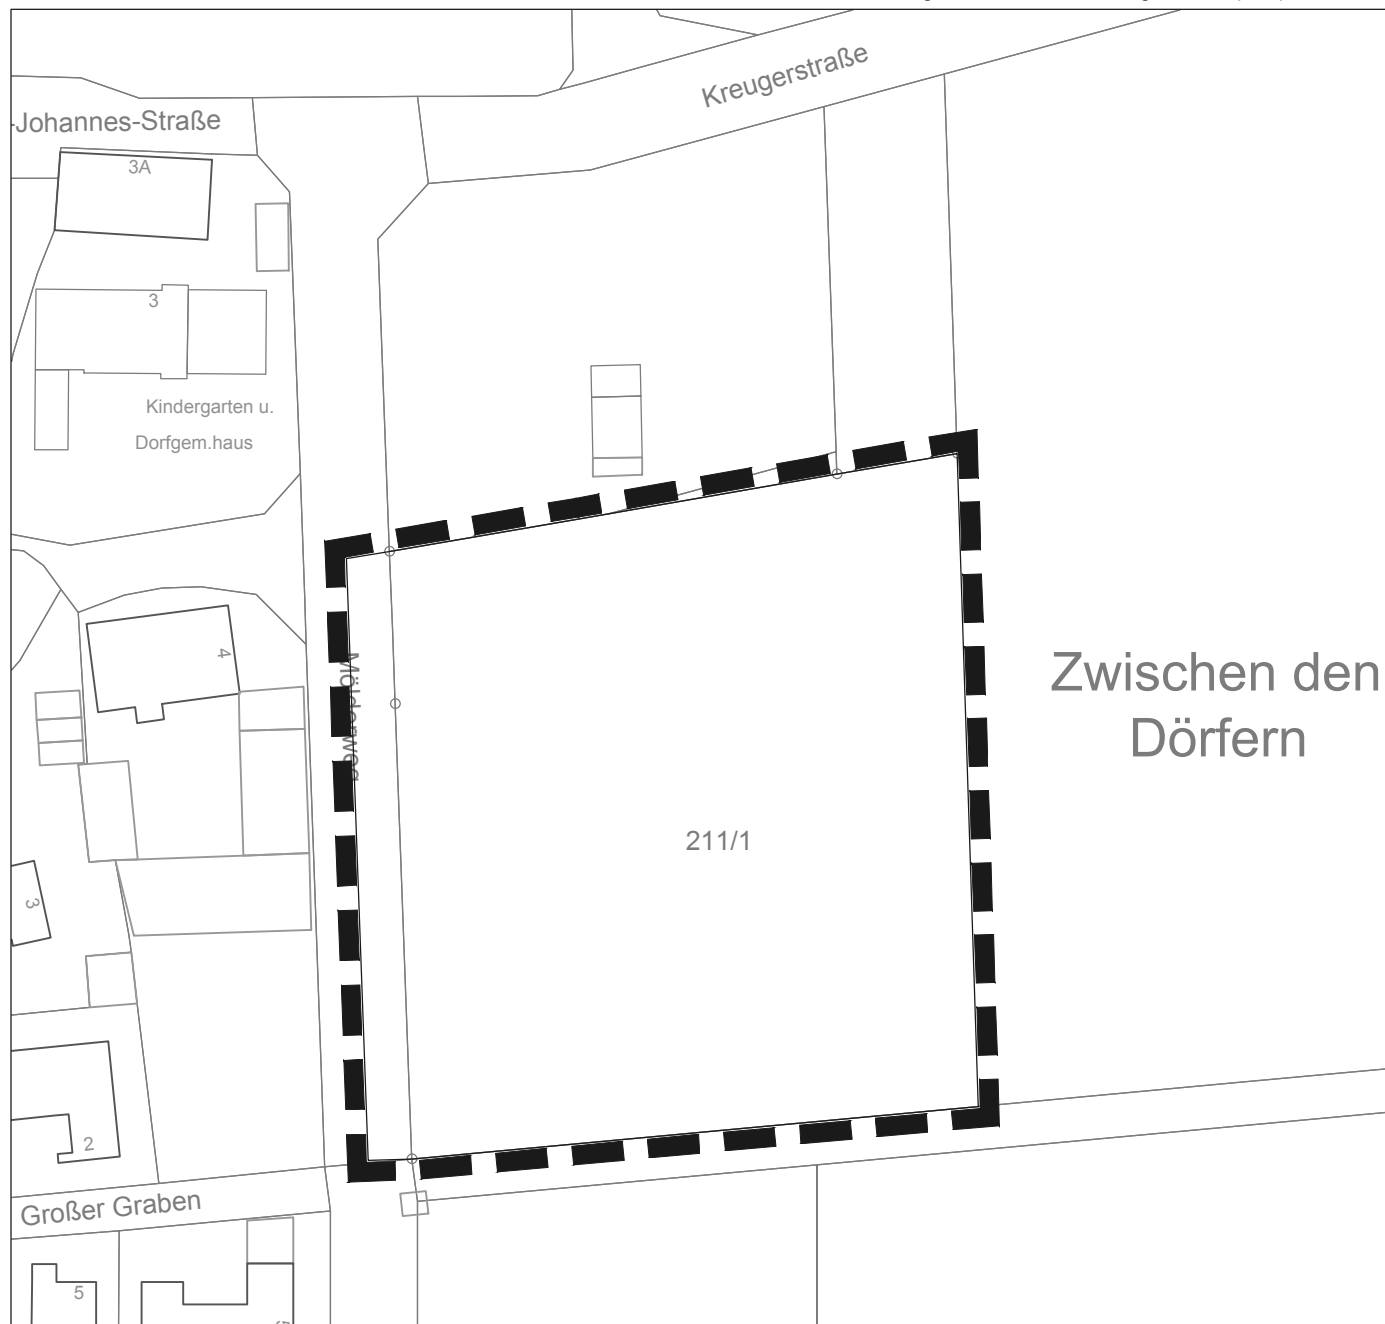 Kreugerstraße
-Johannes-Straße
3A
3
Kindergarten u.
Dorfgem.haus
4
Zwischen den
Dörfern
211/1
3
2
Großer Graben
5